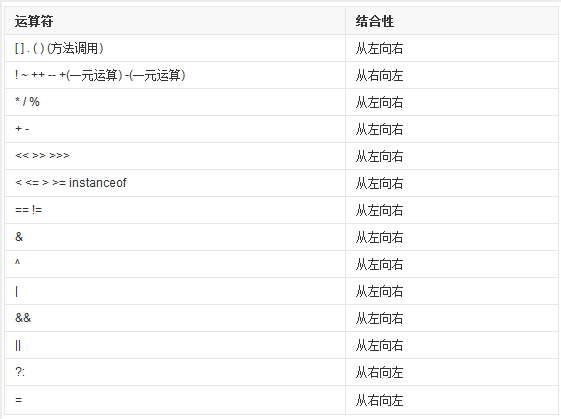 运算符 结合性
[ ] . ( ) (方法调用) 从左向右
! ~ ++ -- +(一元运算) -(一元运算) 从右向左
* / % 从左向右
+ - 从左向右
<< >> >>> 从左向右
< <= > >= instanceof 从左向右
== != 从左向右
& 从左向右
^ 从左向右
| 从左向右
&& 从左向右
|| 从左向右
?: 从右向左
= 从右向左